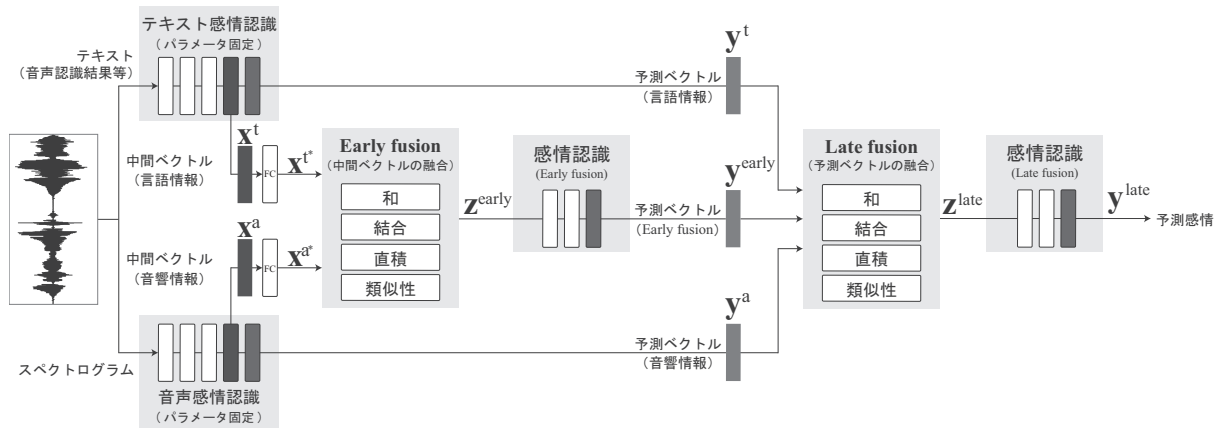 テキスト感情認識
(パラメータ固定)
テキスト
(音声認識結果等)
x^t
中間ベクトル
(言語情報)
FC
x^t*
x^a
中間ベクトル
(音響情報)
FC
x^a*
スペクトログラム
音声感情認識
(パラメータ固定)
Early fusion
(中間ベクトルの融合)
和
結合
直積
類似性
z^early
感情認識
(Early fusion)
y^t
予測ベクトル
(言語情報)
y^early
予測ベクトル
(Early fusion)
y^a
予測ベクトル
(音響情報)
Late fusion
(予測ベクトルの融合)
和
結合
直積
類似性
z^late
感情認識
(Late fusion)
y^late
予測感情